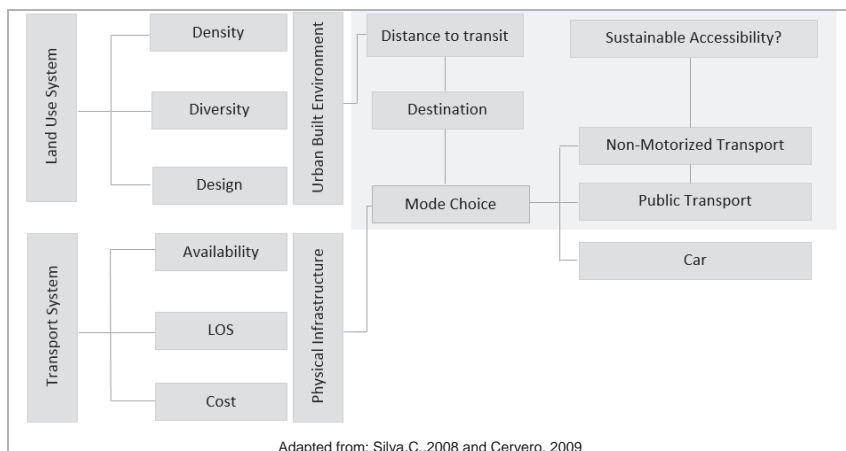 Land Use System
Density
Diversity
Design
Urban Built Environment
Distance to transit
Destination
Mode Choice
Sustainable Accessibility?
Non-Motorized Transport
Public Transport
Car
Transport System
Availability
LOS
Cost
Physical Infrastructure
Adapted from: Silva,C.,2008 and Cervero, 2009